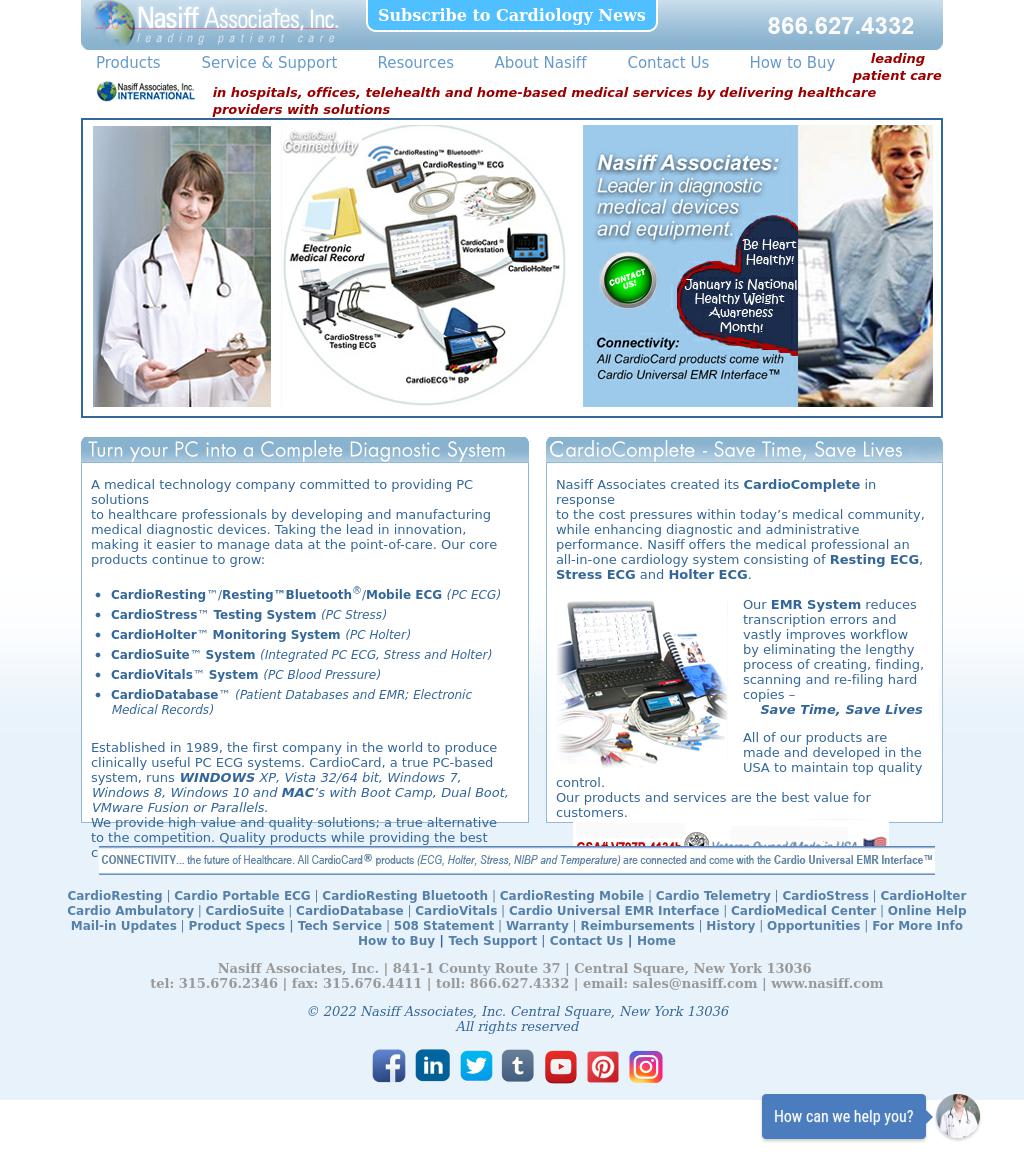 Nasiff Associates, Inc.
leading patient care
Subscribe to Cardiology News
866.627.4332
Products
Service & Support
Resources
About Nasiff
Contact Us
How to Buy
leading
patient care
Nasiff Associates, Inc.
INTERNATIONAL
in hospitals, offices, telehealth and home-based medical services by delivering healthcare
providers with solutions
CardioCard
Connectivity
CardioResting™ Bluetooth®
CardioResting™ ECG
Electronic
Medical Record
CardioCard®
Workstation
CardioHolter™
CardioStress™
Testing ECG
CardioECG™ BP
Nasiff Associates:
Leader in diagnostic
medical devices
and equipment.
CONTACT
US!
Be Heart
Healthy!
January is National
Healthy Weight
Awareness
Month!
Connectivity:
All CardioCard products come with
Cardio Universal EMR Interface™
Turn your PC into a Complete Diagnostic System
A medical technology company committed to providing PC
solutions
to healthcare professionals by developing and manufacturing
medical diagnostic devices. Taking the lead in innovation,
making it easier to manage data at the point-of-care. Our core
products continue to grow:
• CardioResting™/Resting™Bluetooth®/Mobile ECG (PC ECG)
• CardioStress™ Testing System (PC Stress)
• CardioHolter™ Monitoring System (PC Holter)
• CardioSuite™ System (Integrated PC ECG, Stress and Holter)
• CardioVitals™ System (PC Blood Pressure)
• CardioDatabase™ (Patient Databases and EMR; Electronic
Medical Records)
Established in 1989, the first company in the world to produce
clinically useful PC ECG systems. CardioCard, a true PC-based
system, runs WINDOWS XP, Vista 32/64 bit, Windows 7,
Windows 8, Windows 10 and MAC's with Boot Camp, Dual Boot,
VMware Fusion or Parallels.
We provide high value and quality solutions; a true alternative
to the competition. Quality products while providing the best
CardioComplete - Save Time, Save Lives
Nasiff Associates created its CardioComplete in
response
to the cost pressures within today's medical community,
while enhancing diagnostic and administrative
performance. Nasiff offers the medical professional an
all-in-one cardiology system consisting of Resting ECG,
Stress ECG and Holter ECG.
Our EMR System reduces
transcription errors and
vastly improves workflow
by eliminating the lengthy
process of creating, finding,
scanning and re-filing hard
copies –
Save Time, Save Lives
All of our products are
made and developed in the
USA to maintain top quality
control.
Our products and services are the best value for
customers.
CONNECTIVITY... the future of Healthcare. All CardioCard® products (ECG, Holter, Stress, NIBP and Temperature) are connected and come with the Cardio Universal EMR Interface™
CardioResting | Cardio Portable ECG | CardioResting Bluetooth | CardioResting Mobile | Cardio Telemetry | CardioStress | CardioHolter
Cardio Ambulatory | CardioSuite | CardioDatabase | CardioVitals | Cardio Universal EMR Interface | CardioMedical Center | Online Help
Mail-in Updates | Product Specs | Tech Service | 508 Statement | Warranty | Reimbursements | History | Opportunities | For More Info
How to Buy | Tech Support | Contact Us | Home
Nasiff Associates, Inc. | 841-1 County Route 37 | Central Square, New York 13036
tel: 315.676.2346 | fax: 315.676.4411 | toll: 866.627.4332 | email: sales@nasiff.com | www.nasiff.com
© 2022 Nasiff Associates, Inc. Central Square, New York 13036
All rights reserved
How can we help you?